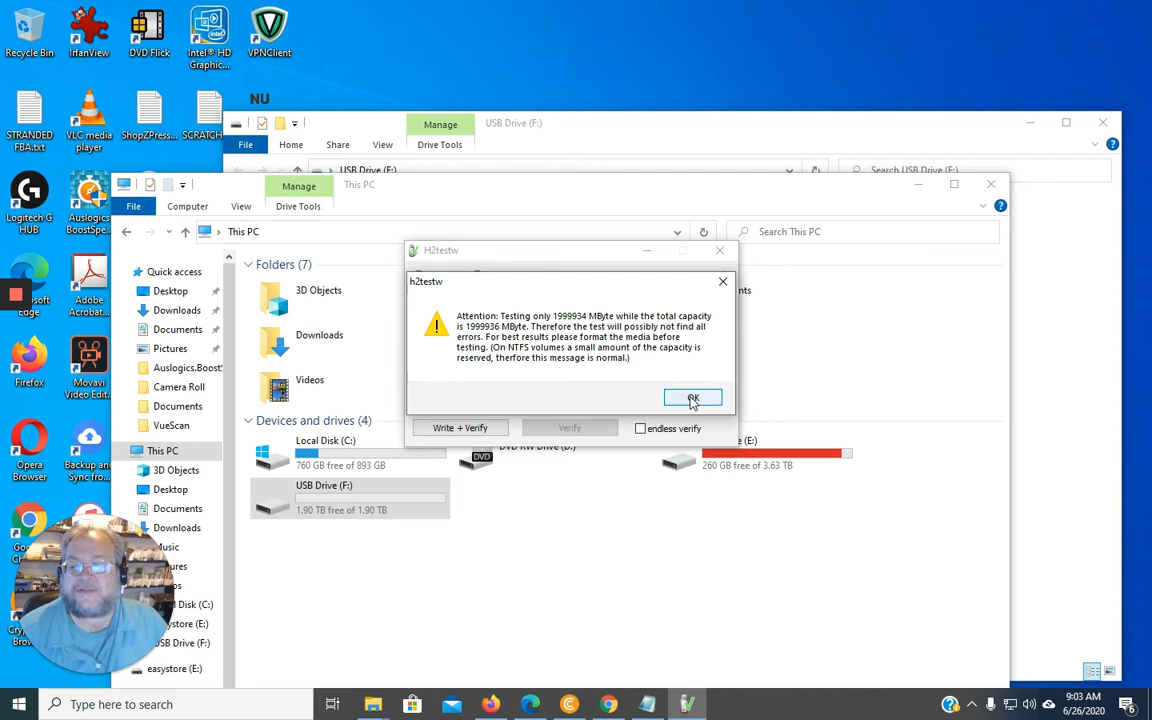 Recycle Bin
IrfanView
DVD Flick
Intel® HD
Graphic...
VPNClient
NU
STRANDED
FBA.txt
VLC media
player
ShopZPress...
SCRATCH
Manage
USB Drive (F:)
File
Home
Share
View
Drive Tools
USB Drive (F:)
Search USB Drive (F:)
Manage
This PC
File
Computer
View
Drive Tools
This PC
Search This PC
Logitech G
HUB
Auslogics
BoostSpe...
Edge
Adobe
Acrobat...
Firefox
Movavi
Video Edit...
Opera
Browser
Backup and
Sync from...
Quick access
Desktop
Downloads
Documents
Pictures
Auslogics.Boost
Camera Roll
Documents
VueScan
This PC
3D Objects
Desktop
Documents
Downloads
Music
easystore (E:)
Folders (7)
3D Objects
Downloads
Videos
Devices and drives (4)
Local Disk (C:)
760 GB free of 893 GB
DVD RW Drive (D:)
(E:)
260 GB free of 3.63 TB
USB Drive (F:)
1.90 TB free of 1.90 TB
H2testw
h2testw
Attention: Testing only 1999934 MByte while the total capacity
is 1999936 MByte. Therefore the test will possibly not find all
errors. For best results please format the media before
testing. (On NTFS volumes a small amount of the capacity is
reserved, therfore this message is normal.)
OK
Write + Verify
Verify
endless verify
Type here to search
9:03 AM
6/26/2020
6